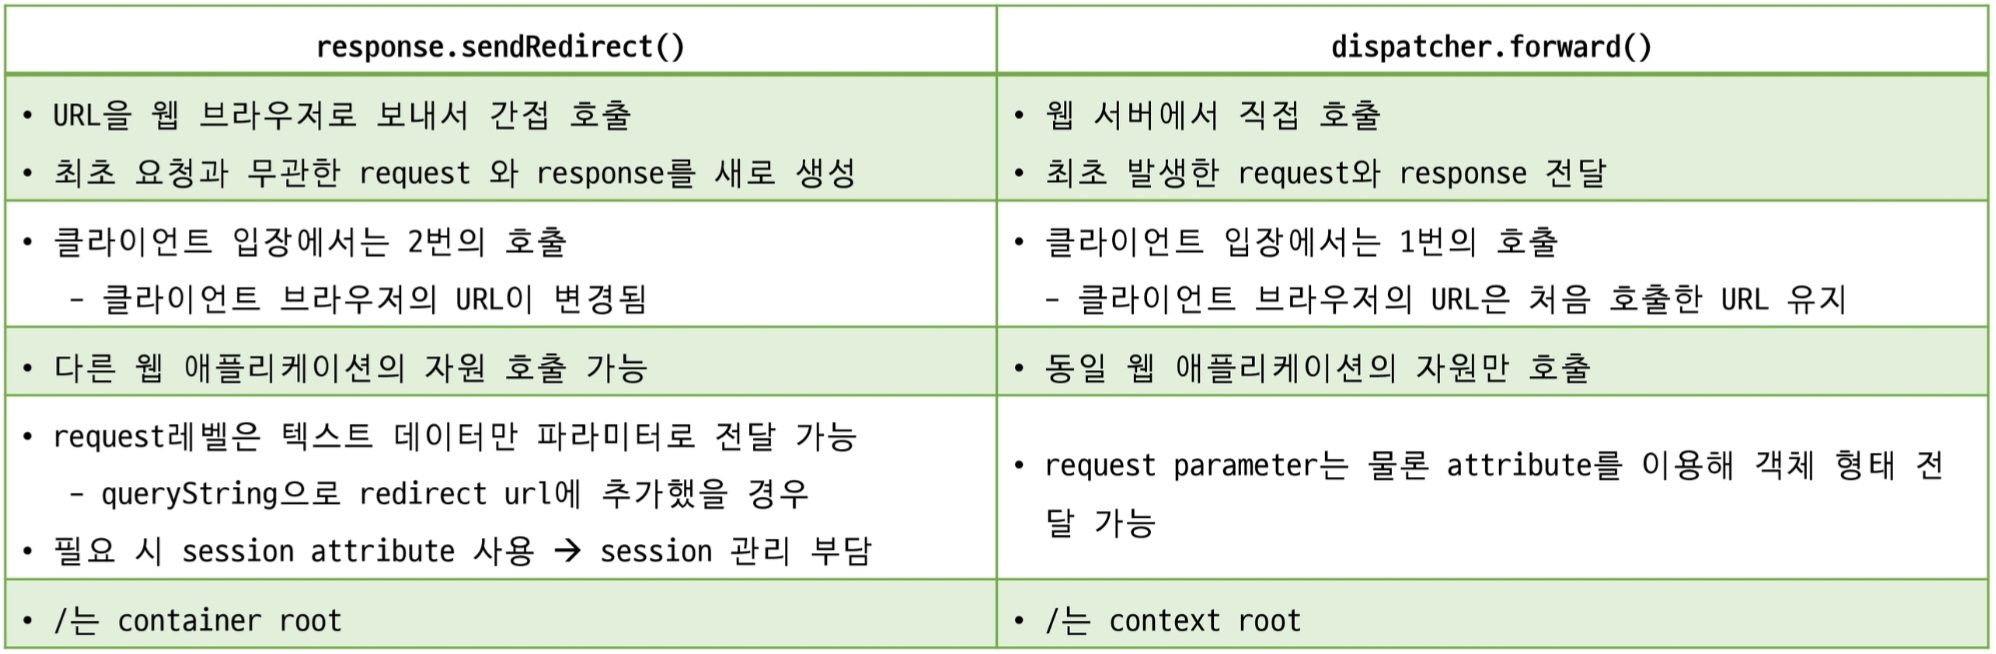 response.sendRedirect()
dispatcher.forward()
• URL을 웹 브라우저로 보내서 간접 호출
• 최초 요청과 무관한 request 와 response를 새로 생성
• 웹 서버에서 직접 호출
• 최초 발생한 request와 response 전달
• 클라이언트 입장에서는 2번의 호출
– 클라이언트 브라우저의 URL이 변경됨
• 클라이언트 입장에서는 1번의 호출
– 클라이언트 브라우저의 URL은 처음 호출한 URL 유지
• 다른 웹 애플리케이션의 자원 호출 가능
• 동일 웹 애플리케이션의 자원만 호출
• request레벨은 텍스트 데이터만 파라미터로 전달 가능
– queryString으로 redirect url에 추가했을 경우
• 필요 시 session attribute 사용 → session 관리 부담
• request parameter는 물론 attribute를 이용해 객체 형태 전
달 가능
• /는 container root
• /는 context root